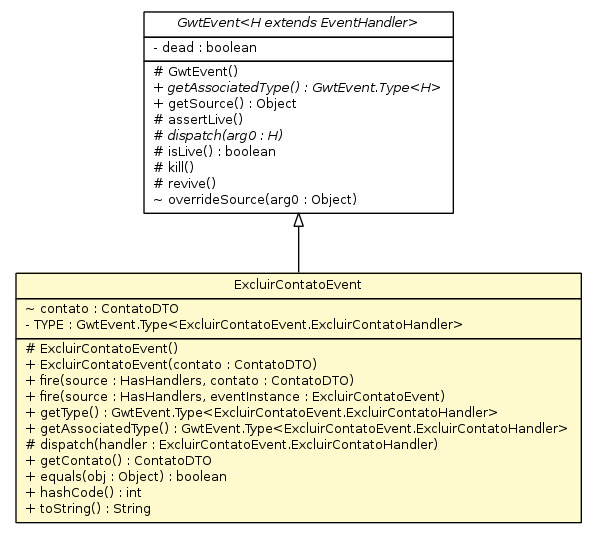 GwtEvent<H extends EventHandler>
- dead : boolean
# GwtEvent()
+ getAssociatedType() : GwtEvent.Type<H>
+ getSource() : Object
# assertLive()
# dispatch(arg0 : H)
# isLive() : boolean
# kill()
# revive()
~ overrideSource(arg0 : Object)
ExcluirContatoEvent
~ contato : ContatoDTO
- TYPE : GwtEvent.Type<ExcluirContatoEvent.ExcluirContatoHandler>
# ExcluirContatoEvent()
+ ExcluirContatoEvent(contato : ContatoDTO)
+ fire(source : HasHandlers, contato : ContatoDTO)
+ fire(source : HasHandlers, eventInstance : ExcluirContatoEvent)
+ getType() : GwtEvent.Type<ExcluirContatoEvent.ExcluirContatoHandler>
+ getAssociatedType() : GwtEvent.Type<ExcluirContatoEvent.ExcluirContatoHandler>
# dispatch(handler : ExcluirContatoEvent.ExcluirContatoHandler)
+ getContato() : ContatoDTO
+ equals(obj : Object) : boolean
+ hashCode() : int
+ toString() : String